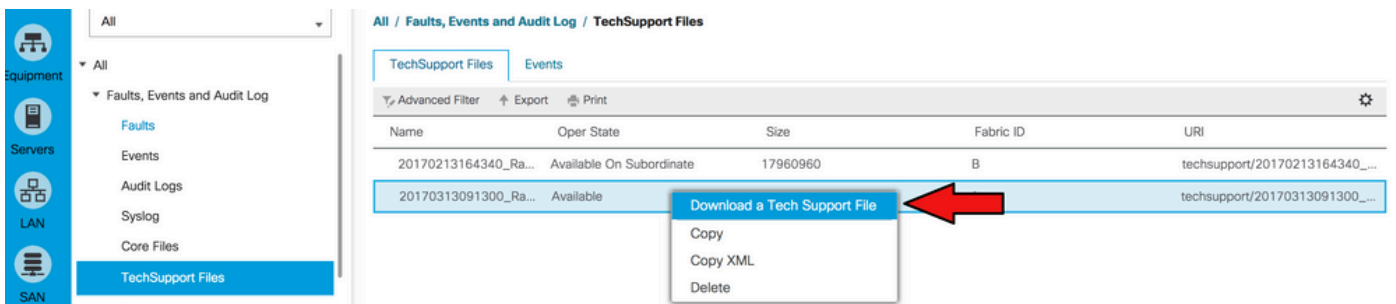 Equipment
Servers
LAN
SAN
All
All
Faults, Events and Audit Log
Faults
Events
Audit Logs
Syslog
Core Files
TechSupport Files
All / Faults, Events and Audit Log / TechSupport Files
TechSupport Files Events
Advanced Filter Export Print
Name Oper State Size Fabric ID URI
20170213164340_Ra... Available On Subordinate 17960960 B techsupport/20170213164340_...
20170313091300_Ra... Available techsupport/20170313091300_...
Download a Tech Support File
Copy
Copy XML
Delete